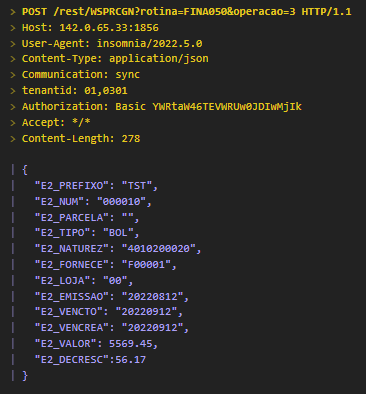 > POST /rest/WSPRCGN?rotina=FINA050&operacao=3 HTTP/1.1
> Host: 142.0.65.33:1856
> User-Agent: insomnia/2022.5.0
> Content-Type: application/json
> Communication: sync
> tenantid: 01,0301
> Authorization: Basic YWRtaW46TEVWRUw0JDIwMjIk
> Accept: */*
> Content-Length: 278
| {
|   "E2_PREFIXO": "TST",
|   "E2_NUM": "000010",
|   "E2_PARCELA": "",
|   "E2_TIPO": "BOL",
|   "E2_NATUREZ": "4010200020",
|   "E2_FORNECE": "F00001",
|   "E2_LOJA": "00",
|   "E2_EMISSAO": "20220812",
|   "E2_VENCTO": "20220912",
|   "E2_VENCREA": "20220912",
|   "E2_VALOR": 5569.45,
|   "E2_DECRESC":56.17
| }